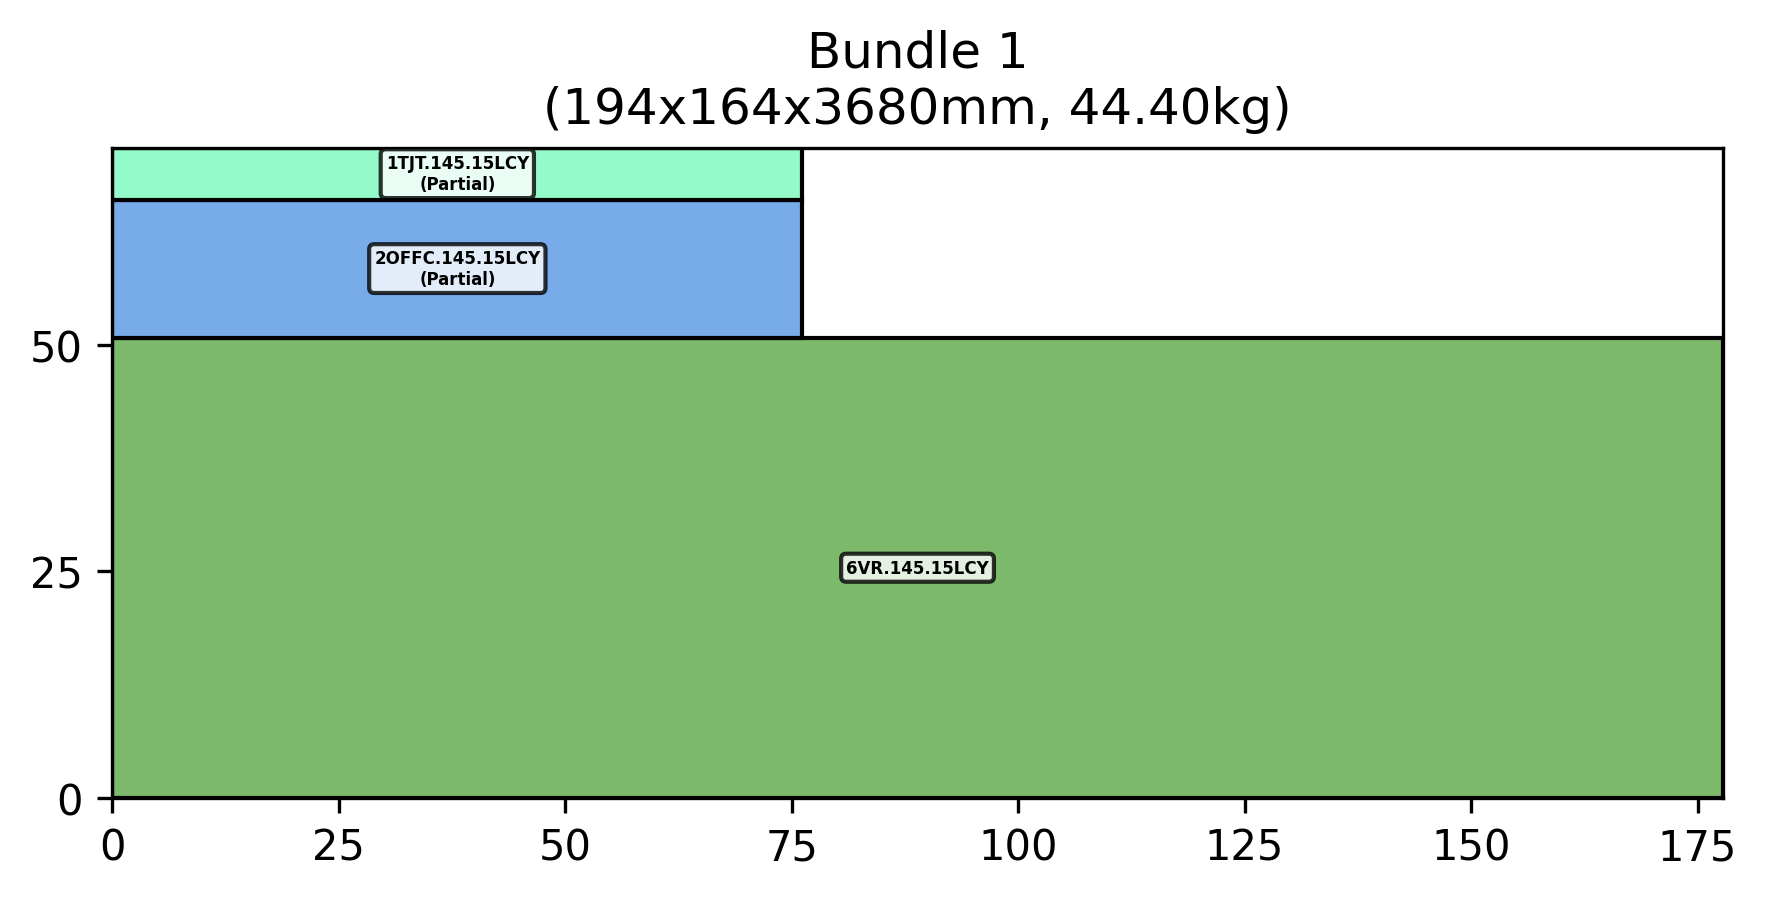 Bundle 1
(194x164x3680mm, 44.40kg)
1TJT.145.15LCY
(Partial)
2OFFC.145.15LCY
(Partial)
50
6VR.145.15LCY
25
0
0 25 50 75 100 125 150 175